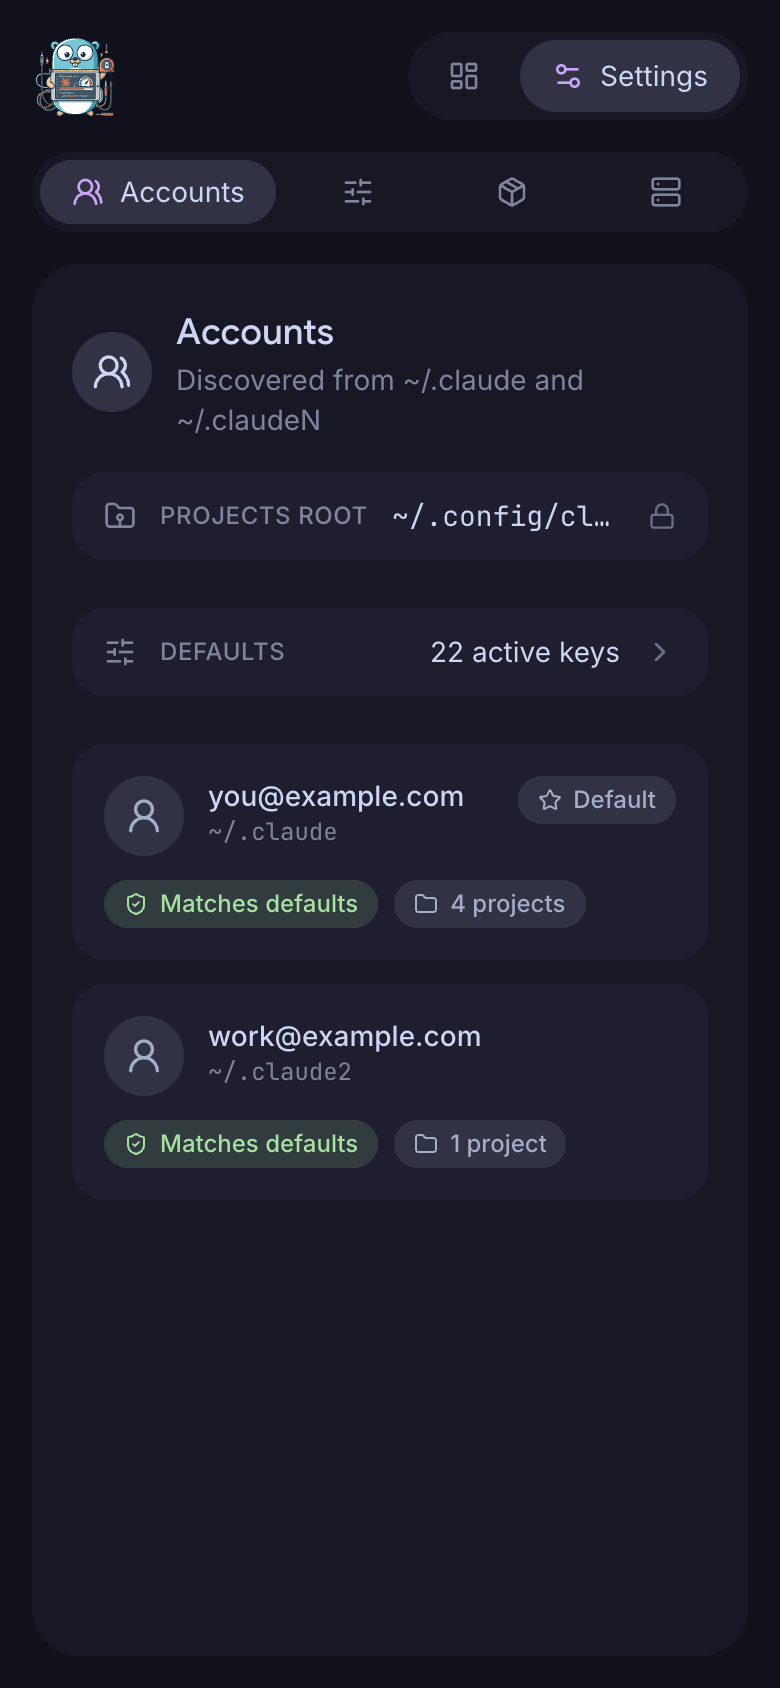 Settings
Accounts
Accounts
Discovered from ~/.claude and
~/.claudeN
PROJECTS ROOT ~/.config/cl…
DEFAULTS 22 active keys
you@example.com Default
~/.claude
Matches defaults 4 projects
work@example.com
~/.claude2
Matches defaults 1 project